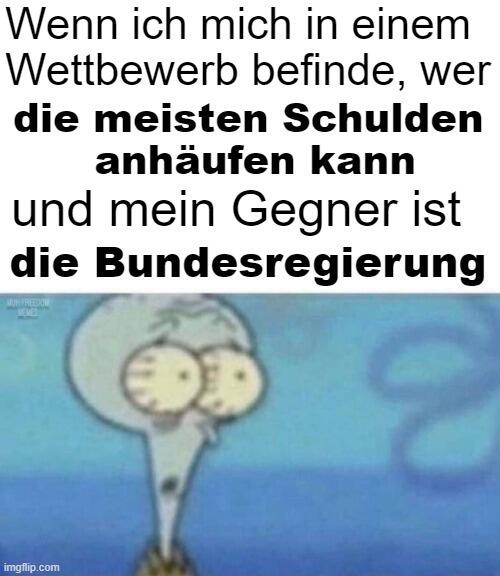 Wenn ich mich in einem
Wettbewerb befinde, wer
die meisten Schulden
anhäufen kann
und mein Gegner ist
die Bundesregierung
MUH FREEDOM
MEMES
imgflip.com